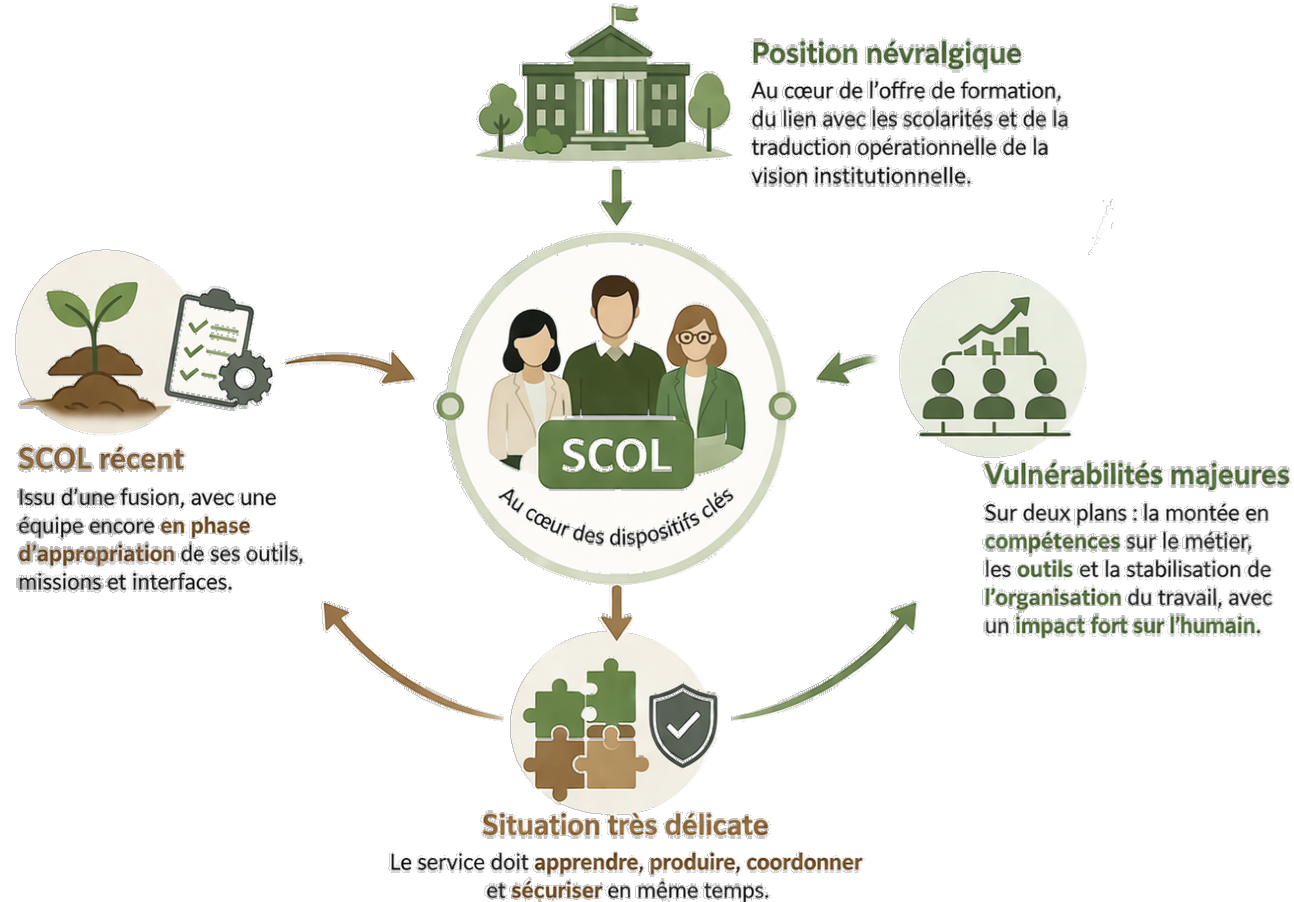 Position névralgique
Au cœur de l'offre de formation,
du lien avec les scolarités et de la
traduction opérationnelle de la
vision institutionnelle.
SCOL
Au cœur des dispositifs clés
SCOL récent
Issu d'une fusion, avec une
équipe encore en phase
d'appropriation de ses outils,
missions et interfaces.
Vulnérabilités majeures
Sur deux plans : la montée en
compétences sur le métier,
les outils et la stabilisation de
l'organisation du travail, avec
un impact fort sur l'humain.
Situation très délicate
Le service doit apprendre, produire, coordonner
et sécuriser en même temps.